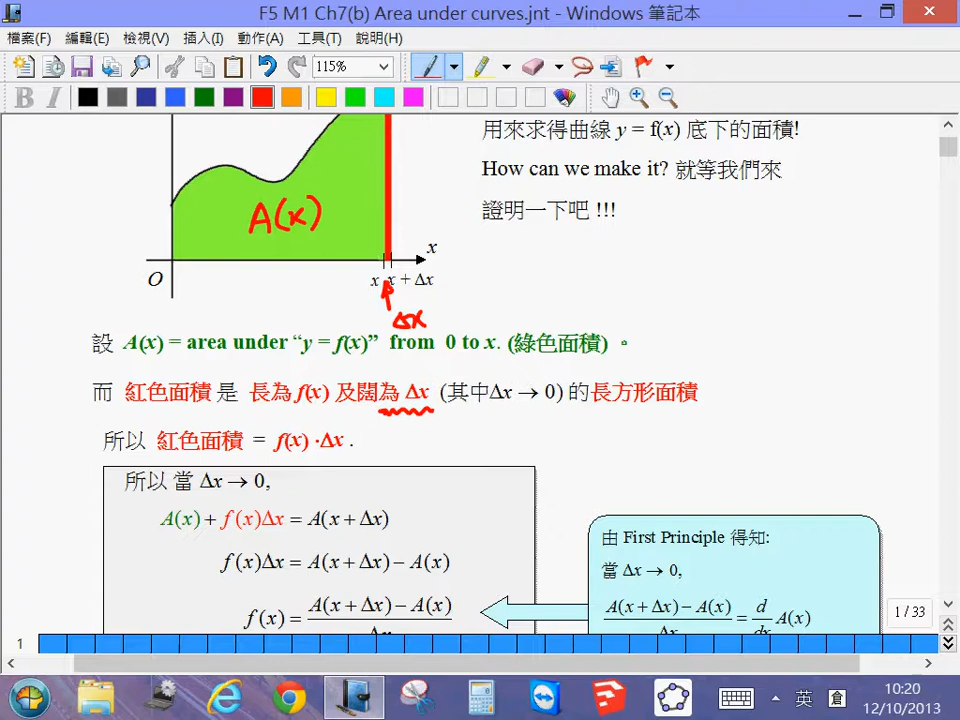 F5 M1 Ch7(b) Area under curves.jnt - Windows 筆記本
檔案(F) 編輯(E) 檢視(V) 插入(I) 動作(A) 工具(T) 說明(H)
115%
B I
用來求得曲線 y = f(x) 底下的面積!
How can we make it? 就等我們來
證明一下吧 !!!
A(x)
x
O
x x + Δx
Δx
設 A(x) = area under “y = f(x)” from 0 to x. (綠色面積) 。
而 紅色面積 是 長為 f(x) 及闊為 Δx (其中Δx → 0) 的長方形面積
所以 紅色面積 = f(x) ·Δx .
所以 當 Δx → 0,
A(x) + f(x)Δx = A(x + Δx)
f(x)Δx = A(x + Δx) − A(x)
f(x) = A(x + Δx) − A(x)
Δx
由 First Principle 得知:
當 Δx → 0,
A(x + Δx) − A(x) / Δx = d/dx A(x)
1 / 33
1
英 倉
10:20
12/10/2013